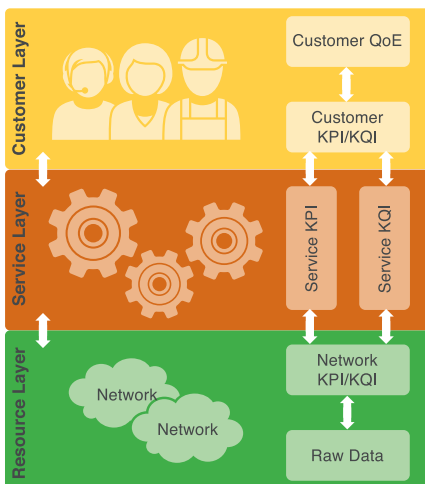 Customer Layer
Customer QoE
Customer
KPI/KQI
Service Layer
Service KPI
Service KQI
Resource Layer
Network
Network
Network
KPI/KQI
Raw Data